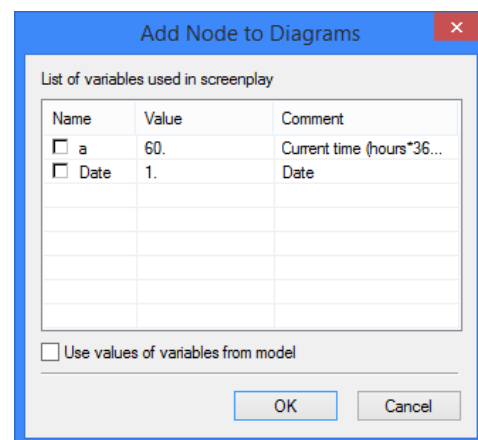 Add Node to Diagrams
List of variables used in screenplay
Name Value Comment
a 60. Current time (hours*36...
Date 1. Date
Use values of variables from model
OK Cancel